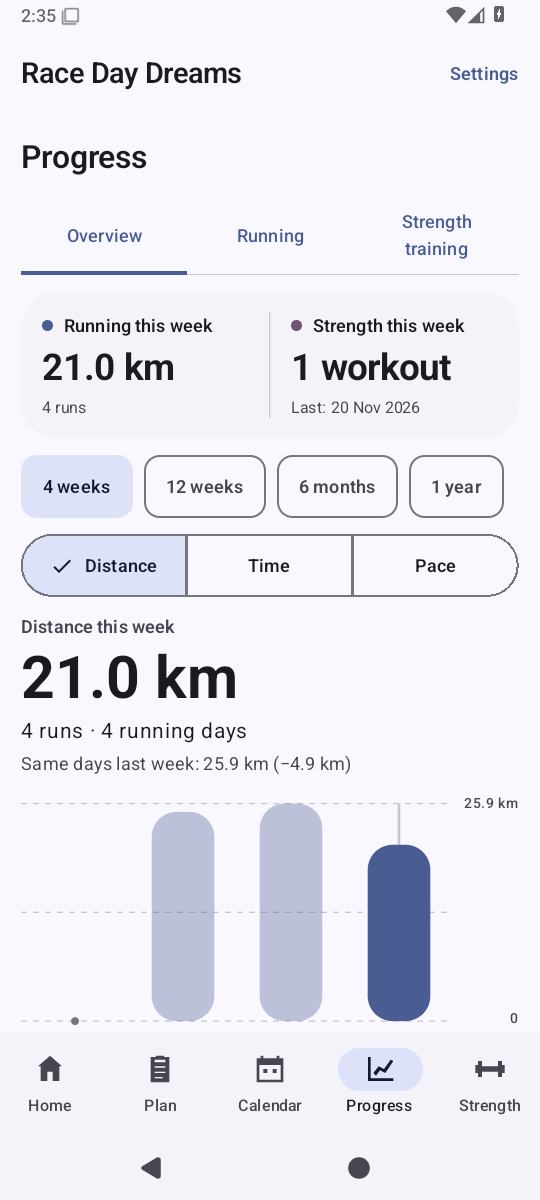 2:35
Race Day Dreams
Settings
Progress
Overview
Running
Strength
training
Running this week
21.0 km
4 runs
Strength this week
1 workout
Last: 20 Nov 2026
4 weeks
12 weeks
6 months
1 year
Distance
Time
Pace
Distance this week
21.0 km
4 runs · 4 running days
Same days last week: 25.9 km (−4.9 km)
25.9 km
0
Home
Plan
Calendar
Progress
Strength